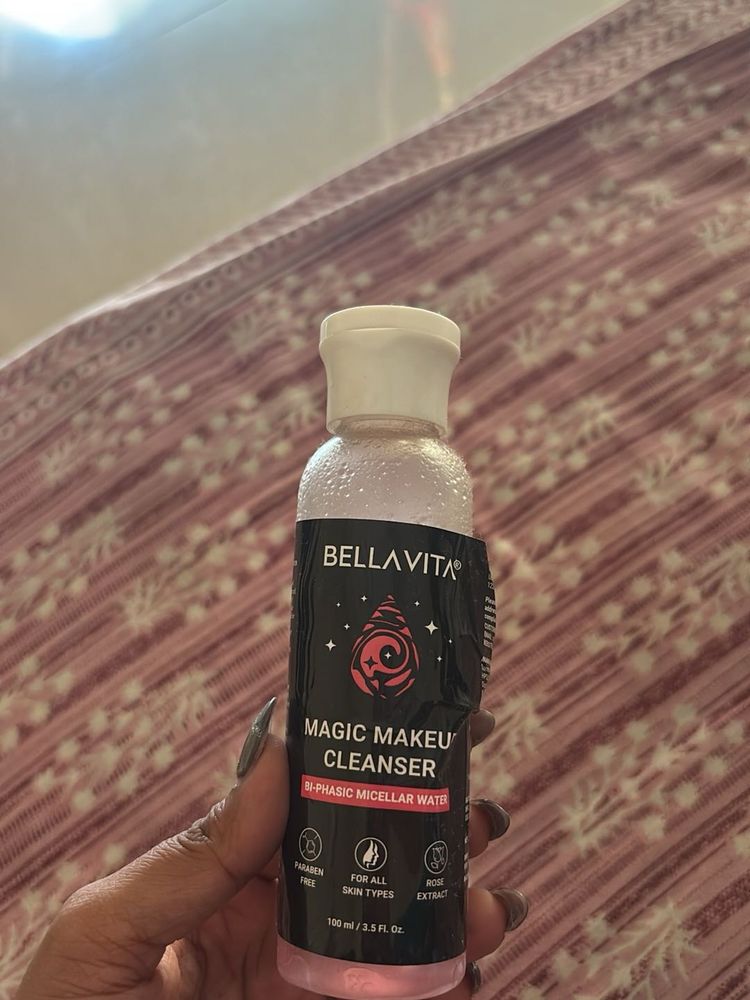 BELLAVITA®
MAGIC MAKEUP
CLEANSER
BI-PHASIC MICELLAR WATER
PARABEN
FREE
FOR ALL
SKIN TYPES
ROSE
EXTRACT
100 ml / 3.5 Fl. Oz.